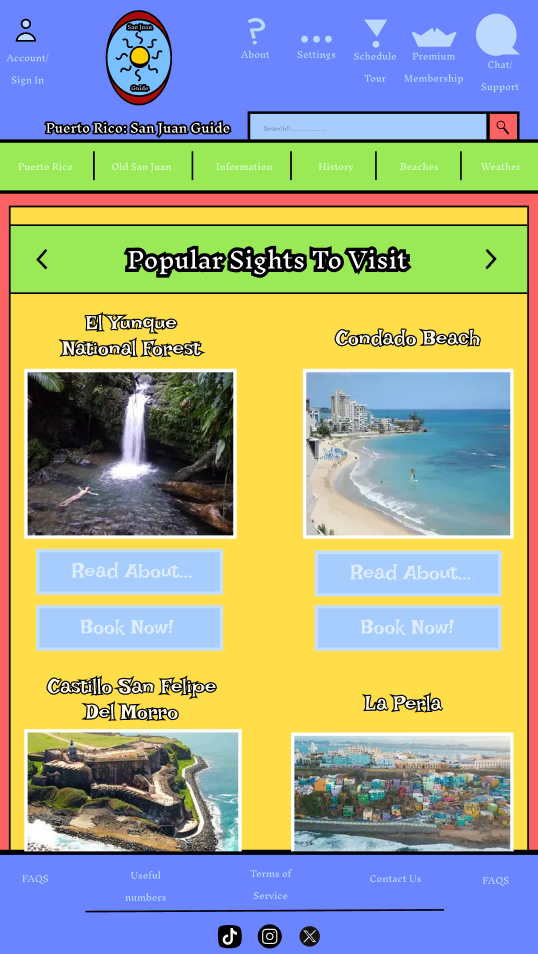 San Juan
Guide
Account/
Sign In
About
Settings
Schedule
Tour
Premium
Membership
Chat/
Support
Puerto Rico: San Juan Guide
Search!!..................
Puerto Rico
Old San Juan
Information
History
Beaches
Weather
Popular Sights To Visit
El Yunque
National Forest
Condado Beach
Read About...
Read About...
Book Now!
Book Now!
Castillo San Felipe
Del Morro
La Perla
FAQS
Useful
numbers
Terms of
Service
Contact Us
FAQS